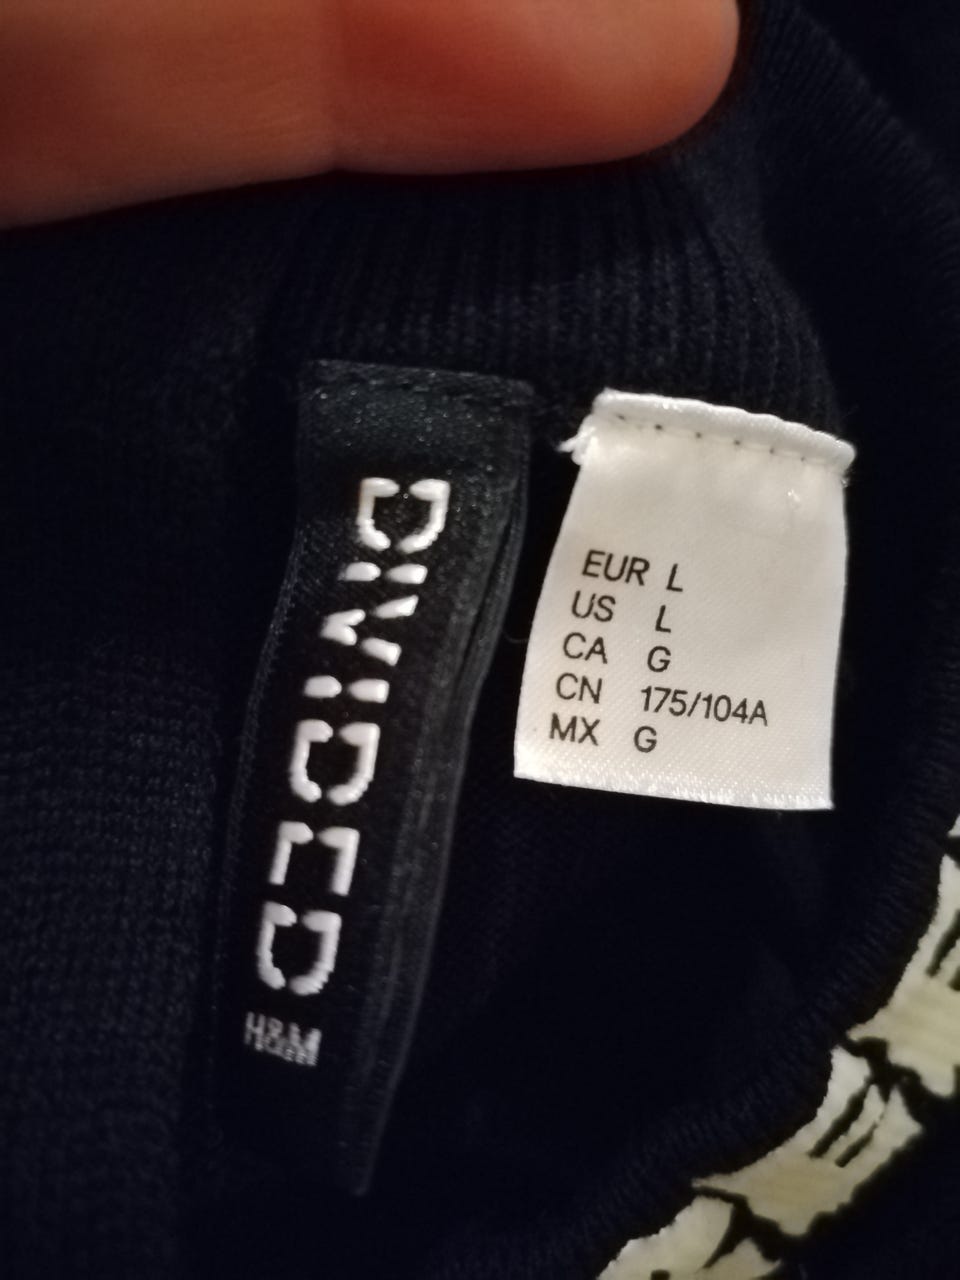 DIVIDED
H&M
EUR L
US L
CA G
CN 175/104A
MX G